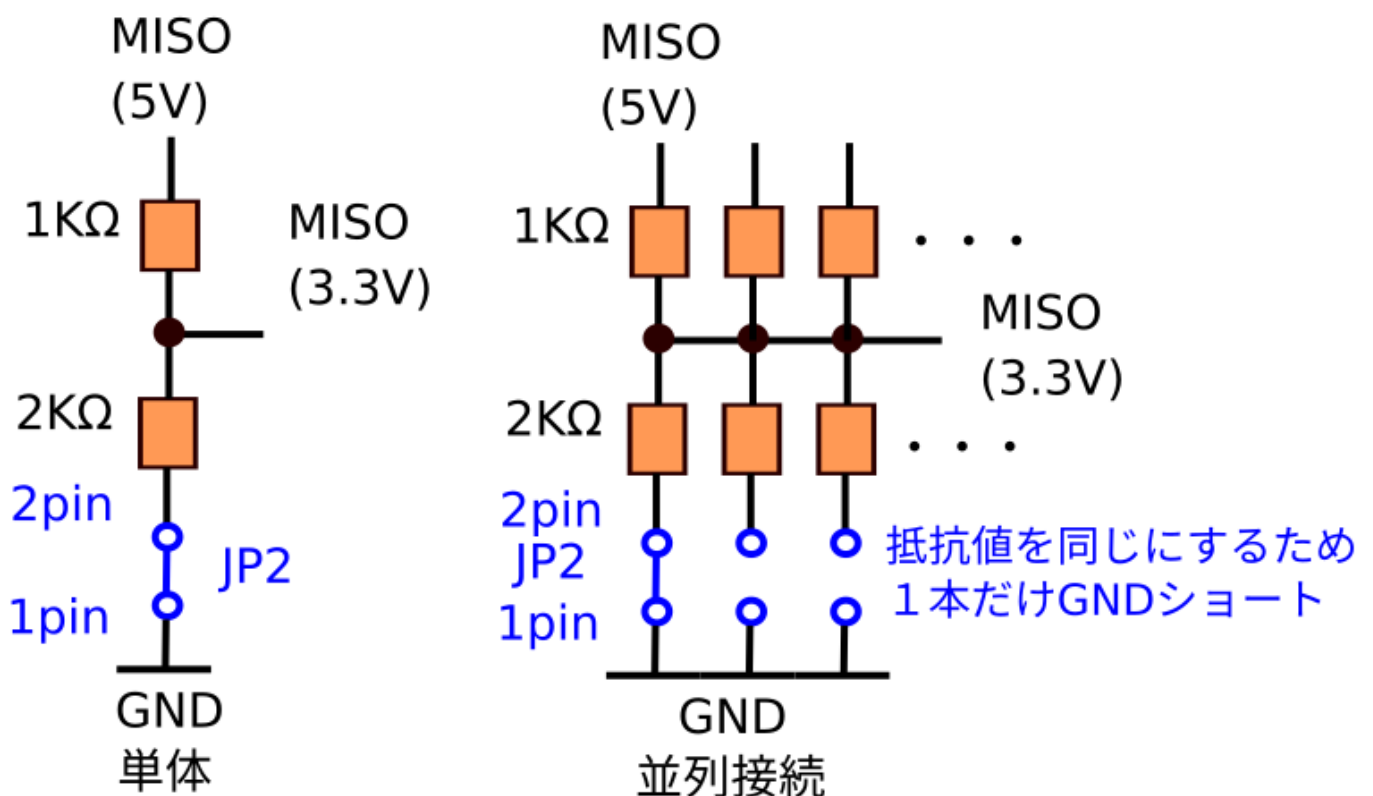 MISO
(5V)
1KΩ
MISO
(3.3V)
2KΩ
2pin
JP2
1pin
GND
単体
MISO
(5V)
1KΩ
・・・
MISO
(3.3V)
2KΩ
・・・
2pin
JP2
1pin
抵抗値を同じにするため
１本だけGNDショート
GND
並列接続